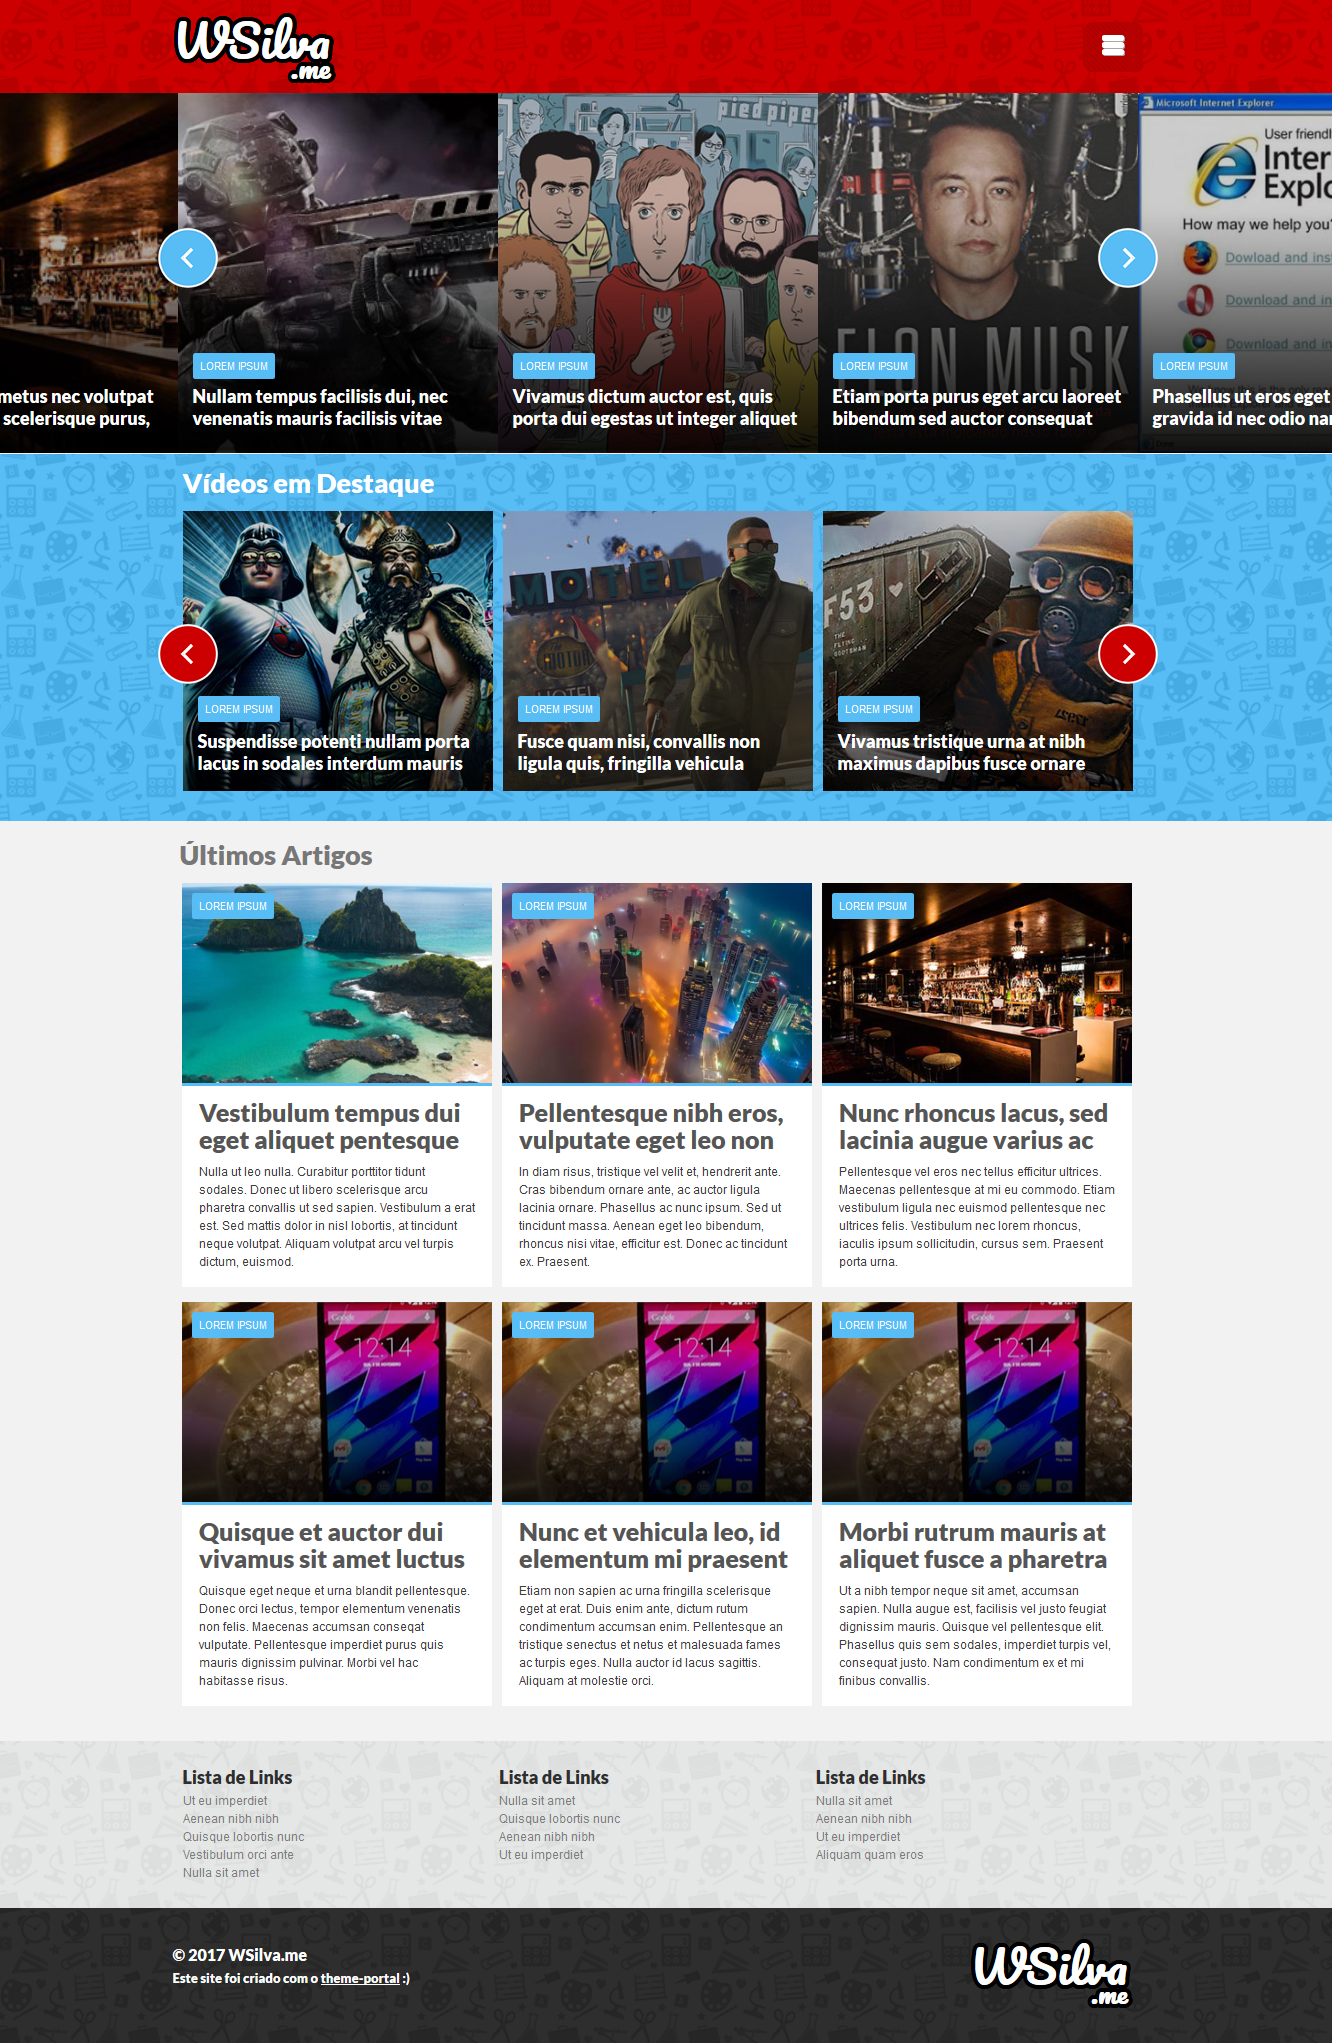 WSilva
.me
pied piper
Microsoft Internet Explorer
User friendl
Inter
Explo
How may we help you?
Dowload and ins
Download and in
Download and in
ELON MUSK
LOREM IPSUM
LOREM IPSUM
LOREM IPSUM
LOREM IPSUM
metus nec volutpat
scelerisque purus,
Nullam tempus facilisis dui, nec
venenatis mauris facilisis vitae
Vivamus dictum auctor est, quis
porta dui egestas ut integer aliquet
Etiam porta purus eget arcu laoreet
bibendum sed auctor consequat
Phasellus ut eros eget
gravida id nec odio nam
Vídeos em Destaque
MOTEL
MOTOR
HOTEL
F53
THE
FLYING
SCOTSMAN
LOREM IPSUM
Suspendisse potenti nullam porta
lacus in sodales interdum mauris
LOREM IPSUM
Fusce quam nisi, convallis non
ligula quis, fringilla vehicula
LOREM IPSUM
Vivamus tristique urna at nibh
maximus dapibus fusce ornare
Últimos Artigos
LOREM IPSUM
Vestibulum tempus dui
eget aliquet pentesque
Nulla ut leo nulla. Curabitur porttitor tidunt
sodales. Donec ut libero scelerisque arcu
pharetra convallis ut sed sapien. Vestibulum a erat
est. Sed mattis dolor in nisl lobortis, at tincidunt
neque volutpat. Aliquam volutpat arcu vel turpis
dictum, euismod.
LOREM IPSUM
Pellentesque nibh eros,
vulputate eget leo non
In diam risus, tristique vel velit et, hendrerit ante.
Cras bibendum ornare ante, ac auctor ligula
lacinia ornare. Phasellus ac nunc ipsum. Sed ut
tincidunt massa. Aenean eget leo bibendum,
rhoncus nisi vitae, efficitur est. Donec ac tincidunt
ex. Praesent.
LOREM IPSUM
Nunc rhoncus lacus, sed
lacinia augue varius ac
Pellentesque vel eros nec tellus efficitur ultrices.
Maecenas pellentesque at mi eu commodo. Etiam
vestibulum ligula nec euismod pellentesque nec
ultrices felis. Vestibulum nec lorem rhoncus,
iaculis ipsum sollicitudin, cursus sem. Praesent
porta urna.
LOREM IPSUM
Google
12:14
Quisque et auctor dui
vivamus sit amet luctus
Quisque eget neque et urna blandit pellentesque.
Donec orci lectus, tempor elementum venenatis
non felis. Maecenas accumsan conseqat
vulputate. Pellentesque imperdiet purus quis
mauris dignissim pulvinar. Morbi vel hac
habitasse risus.
LOREM IPSUM
Google
12:14
Nunc et vehicula leo, id
elementum mi praesent
Etiam non sapien ac urna fringilla scelerisque
eget at erat. Duis enim ante, dictum rutum
condimentum accumsan enim. Pellentesque an
tristique senectus et netus et malesuada fames
ac turpis eges. Nulla auctor id lacus sagittis.
Aliquam at molestie orci.
LOREM IPSUM
Google
12:14
Morbi rutrum mauris at
aliquet fusce a pharetra
Ut a nibh tempor neque sit amet, accumsan
sapien. Nulla augue est, facilisis vel justo feugiat
dignissim mauris. Quisque vel pellentesque elit.
Phasellus quis sem sodales, imperdiet turpis vel,
consequat justo. Nam condimentum ex et mi
finibus convallis.
Lista de Links
Ut eu imperdiet
Aenean nibh nibh
Quisque lobortis nunc
Vestibulum orci ante
Nulla sit amet
Lista de Links
Nulla sit amet
Quisque lobortis nunc
Aenean nibh nibh
Ut eu imperdiet
Lista de Links
Nulla sit amet
Aenean nibh nibh
Ut eu imperdiet
Aliquam quam eros
© 2017 WSilva.me
Este site foi criado com o theme-portal :)
WSilva
.me